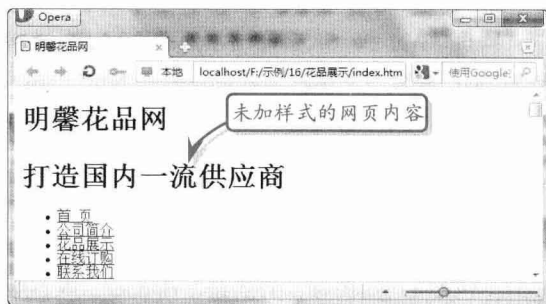 Opera
明馨花品网
本地 localhost/F:/示例/16/花品展示/index.htm 使用Google
明馨花品网
未加样式的网页内容
打造国内一流供应商
首 页
公司简介
花品展示
在线订购
联系我们